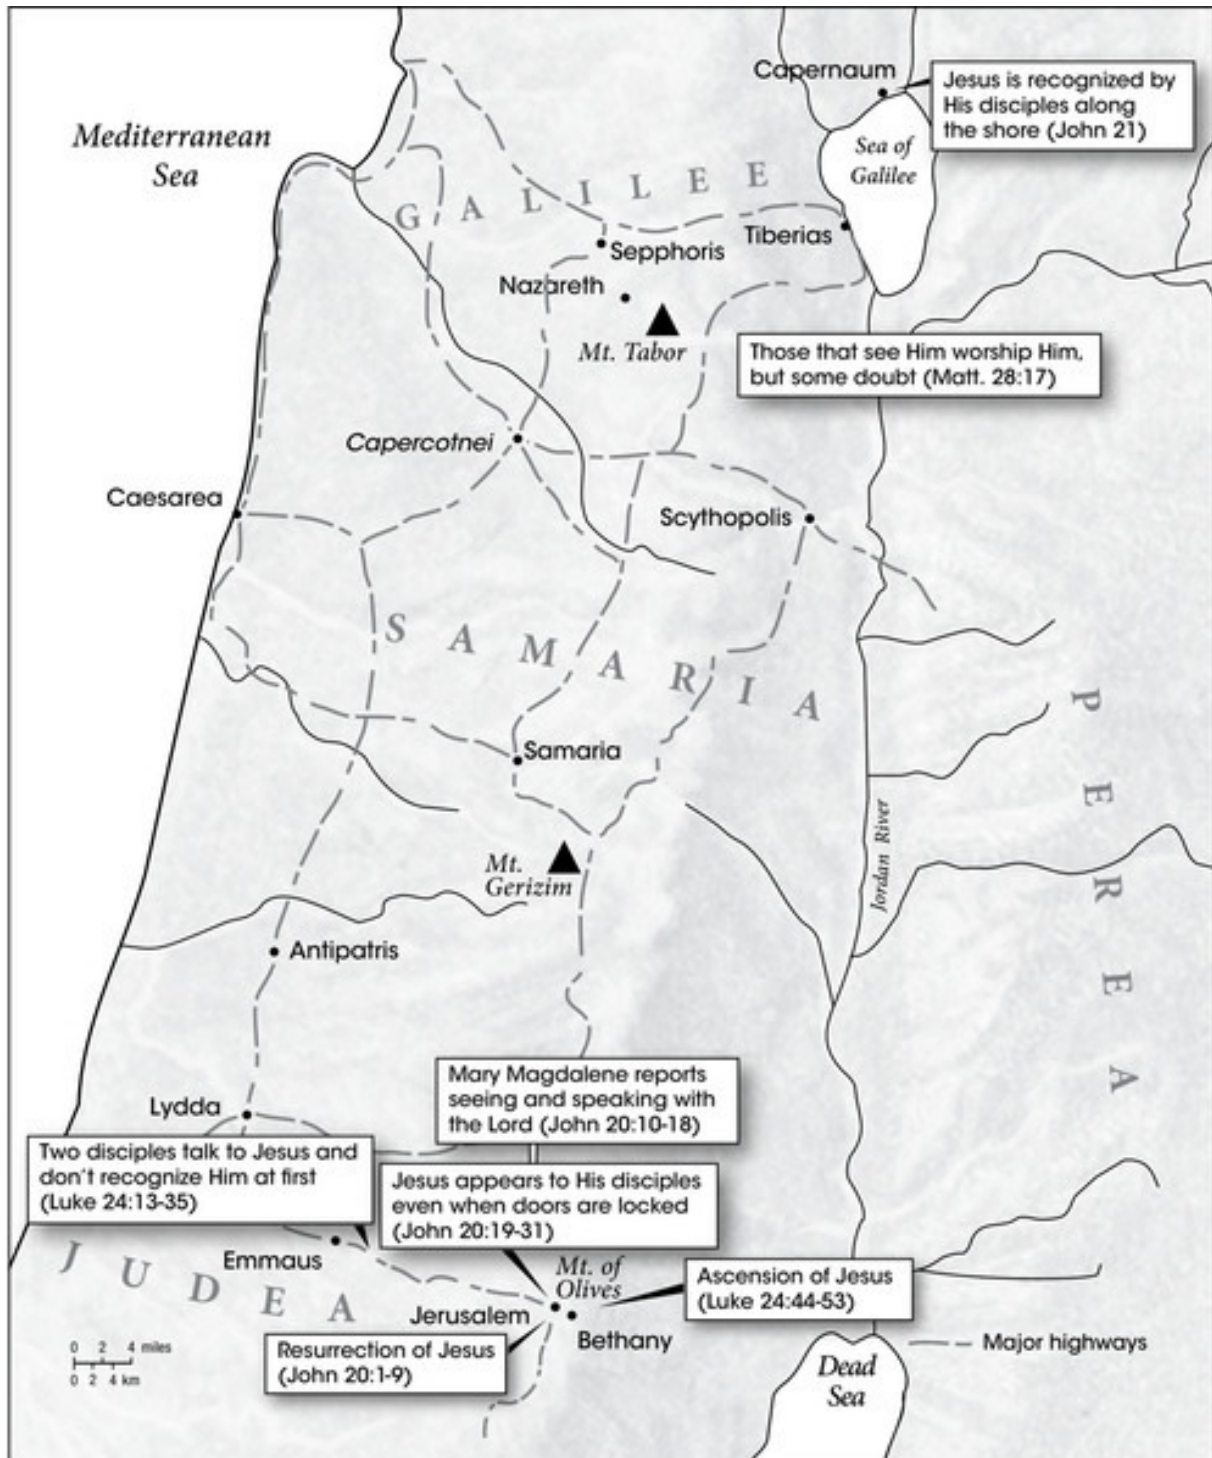 Capernaum
Jesus is recognized by
His disciples along
the shore (John 21)
Mediterranean
Sea
Sea of
Galilee
GALILEE
Tiberias
Sepphoris
Nazareth
Mt. Tabor
Those that see Him worship Him,
but some doubt (Matt. 28:17)
Capercotnei
Caesarea
Scythopolis
SAMARIA
PEREA
Samaria
Jordan River
Mt.
Gerizim
Antipatris
Mary Magdalene reports
seeing and speaking with
the Lord (John 20:10-18)
Lydda
Two disciples talk to Jesus and
don't recognize Him at first
(Luke 24:13-35)
Jesus appears to His disciples
even when doors are locked
(John 20:19-31)
Emmaus
JUDEA
Mt. of
Olives
Ascension of Jesus
(Luke 24:44-53)
Jerusalem
Bethany
Resurrection of Jesus
(John 20:1-9)
0 2 4 miles
0 2 4 km
Major highways
Dead
Sea